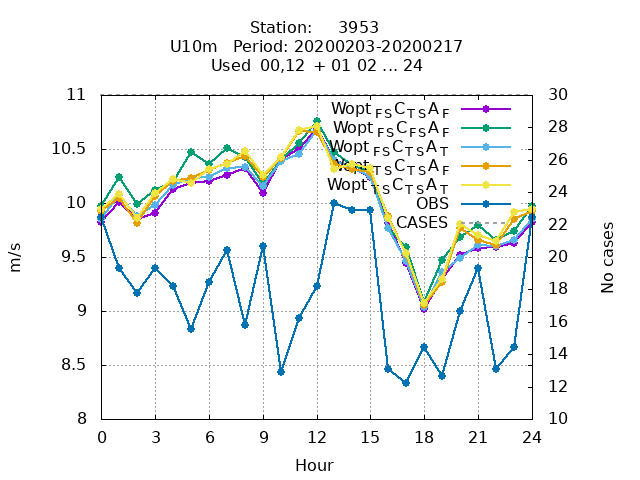 Station: 3953
U10m Period: 20200203-20200217
Used 00,12 + 01 02 ... 24
11
10.5
10
9.5
9
8.5
8
30
28
26
24
22
20
18
16
14
12
10
Wopt FS C TS A F
Wopt FS C FS A F
Wopt FS C TS A T
Wopt TS C TS A F
Wopt TS C TS A T
OBS
CASES
m/s
No cases
0 3 6 9 12 15 18 21 24
Hour